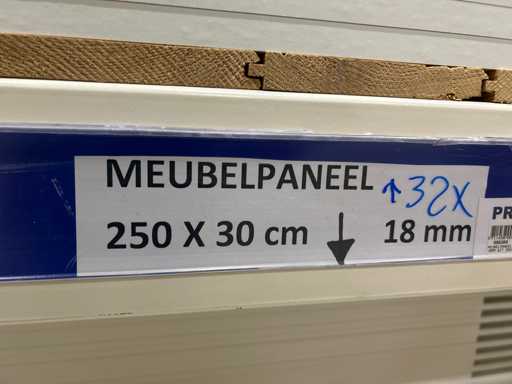 MEUBELPANEEL ↑32X
250 X 30 cm ↓ 18 mm
PR